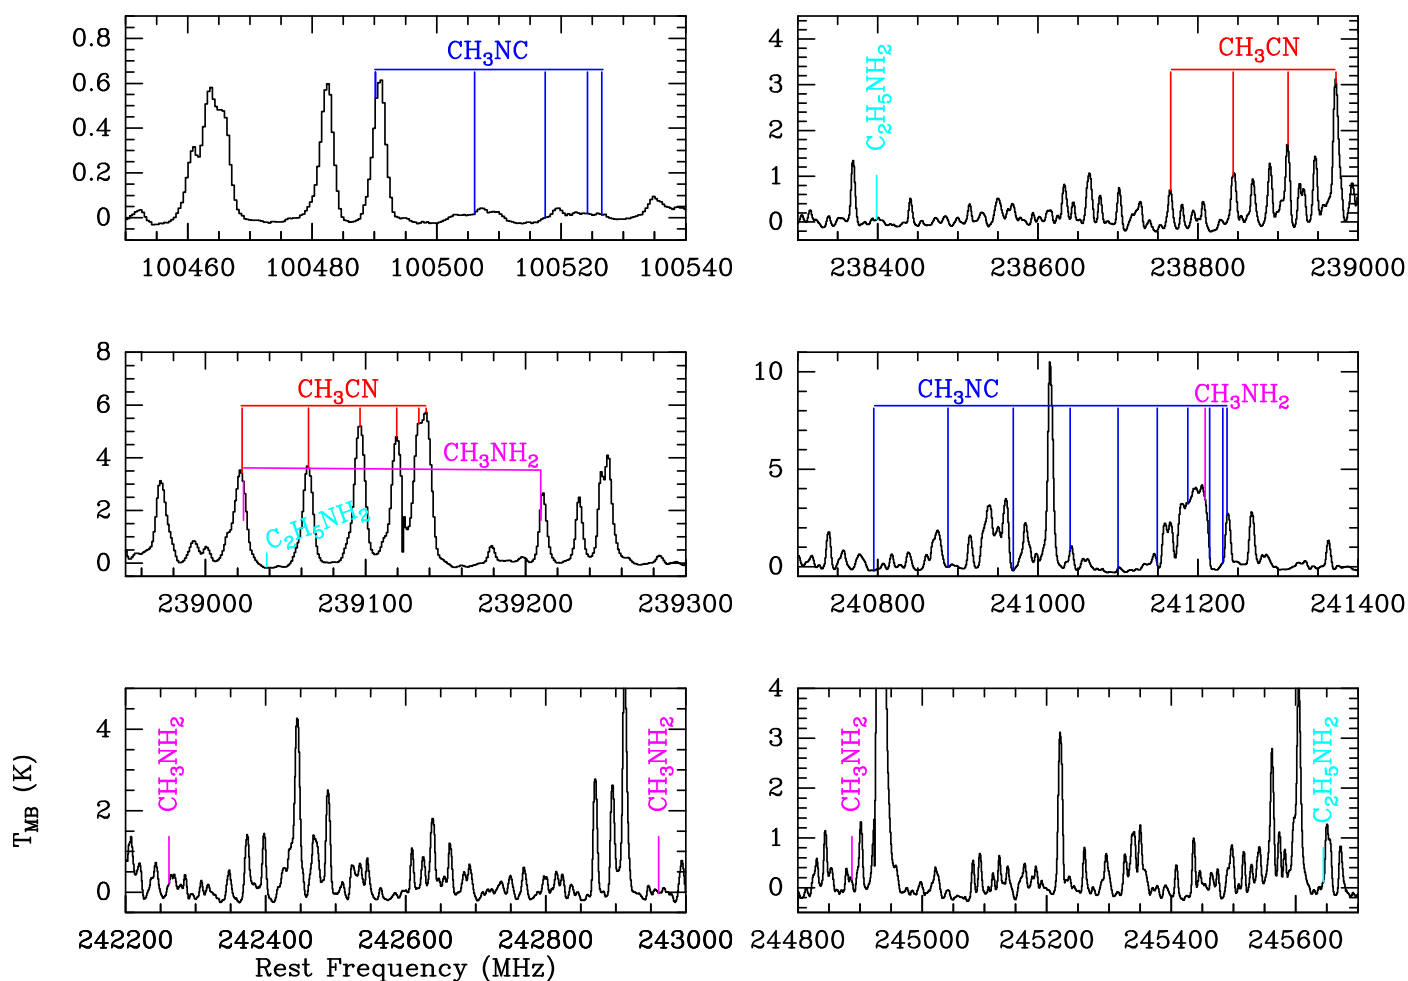 0.8
0.6
0.4
0.2
0
CH₃NC
100460 100480 100500 100520 100540
4
3
2
1
0
C₂H₅NH₂
CH₃CN
238400 238600 238800 239000
8
6
4
2
0
CH₃CN
CH₃NH₂
C₂H₅NH₂
239000 239100 239200 239300
10
5
0
CH₃NC
CH₃NH₂
240800 241000 241200 241400
4
2
0
CH₃NH₂
CH₃NH₂
242200 242400 242600 242800 243000
4
3
2
1
0
CH₃NH₂
C₂H₅NH₂
244800 245000 245200 245400 245600
T_MB (K)
Rest Frequency (MHz)